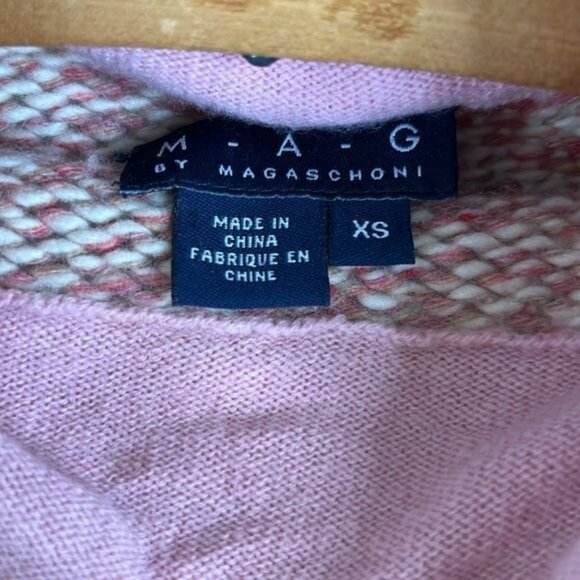 M - A - G
BY MAGASCHONI
MADE IN
CHINA
FABRIQUE EN
CHINE
XS